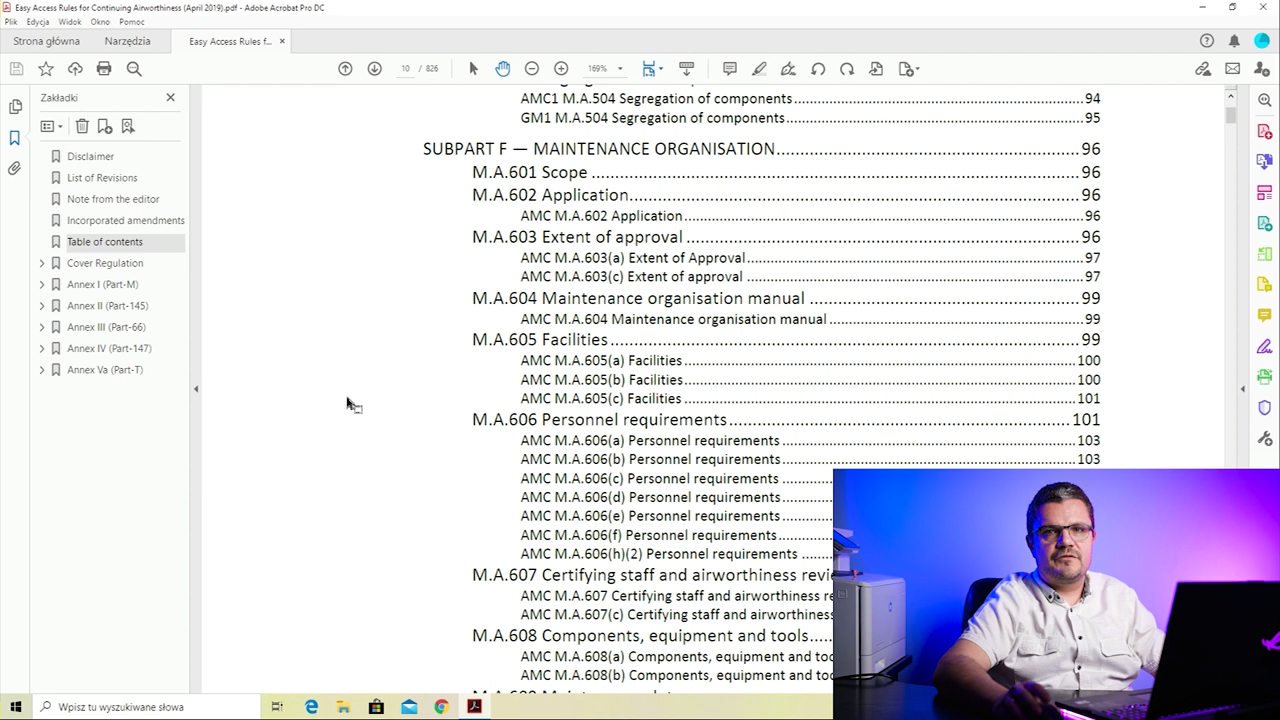 Easy Access Rules for Continuing Airworthiness (April 2019).pdf - Adobe Acrobat Pro DC
Plik Edycja Widok Okno Pomoc
Strona główna Narzędzia Easy Access Rules f... ×
10 / 826 169%
Zakładki
Disclaimer
List of Revisions
Note from the editor
Incorporated amendments
Table of contents
Cover Regulation
Annex I (Part-M)
Annex II (Part-145)
Annex III (Part-66)
Annex IV (Part-147)
Annex Va (Part-T)
AMC1 M.A.504 Segregation of components 94
GM1 M.A.504 Segregation of components 95
SUBPART F — MAINTENANCE ORGANISATION 96
M.A.601 Scope 96
M.A.602 Application 96
AMC M.A.602 Application 96
M.A.603 Extent of approval 96
AMC M.A.603(a) Extent of Approval 97
AMC M.A.603(c) Extent of approval 97
M.A.604 Maintenance organisation manual 99
AMC M.A.604 Maintenance organisation manual 99
M.A.605 Facilities 99
AMC M.A.605(a) Facilities 100
AMC M.A.605(b) Facilities 100
AMC M.A.605(c) Facilities 101
M.A.606 Personnel requirements 101
AMC M.A.606(a) Personnel requirements 103
AMC M.A.606(b) Personnel requirements 103
AMC M.A.606(c) Personnel requirements
AMC M.A.606(d) Personnel requirements
AMC M.A.606(e) Personnel requirements
AMC M.A.606(f) Personnel requirements
AMC M.A.606(h)(2) Personnel requirements
M.A.607 Certifying staff and airworthiness revi
AMC M.A.607 Certifying staff and airworthiness re
AMC M.A.607(c) Certifying staff and airworthiness
M.A.608 Components, equipment and tools
AMC M.A.608(a) Components, equipment and too
AMC M.A.608(b) Components, equipment and too
Wpisz tu wyszukiwane słowa